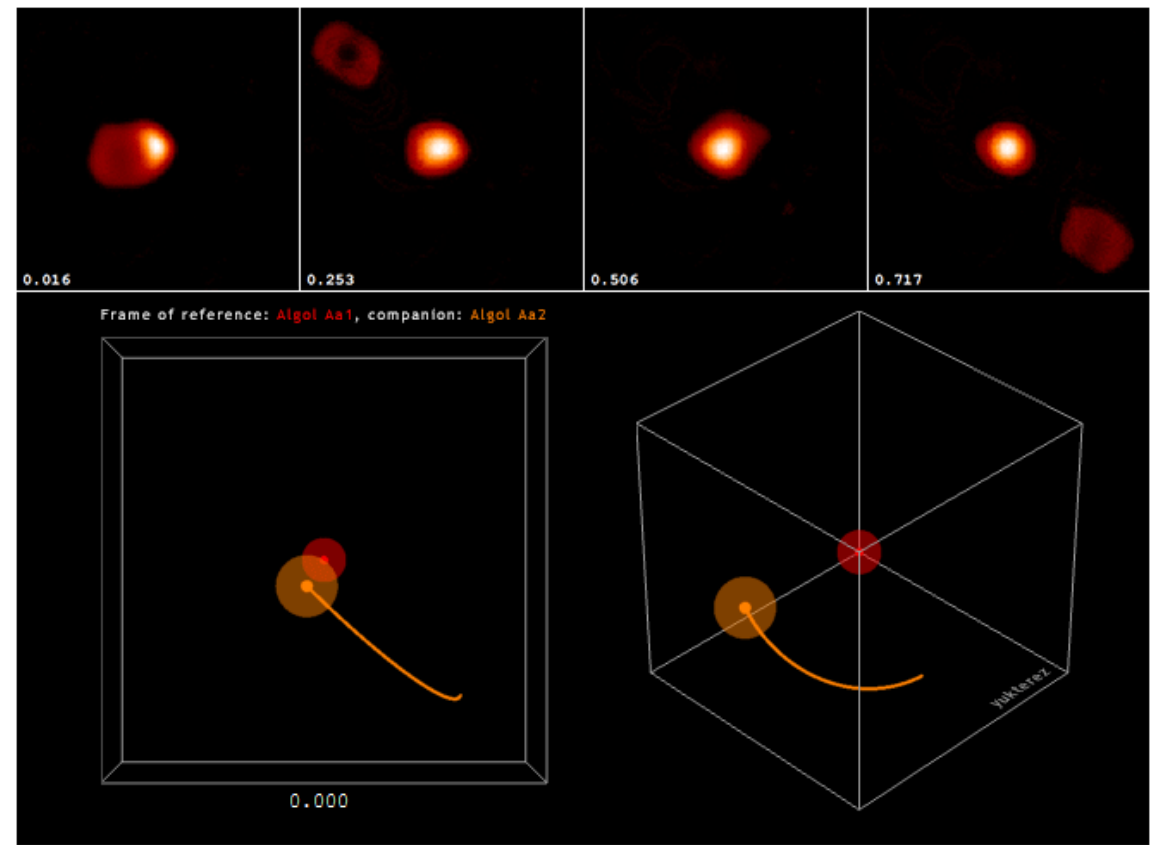 0.016
0.253
0.506
0.717
Frame of reference: Algol Aa1, companion: Algol Aa2
yukterez
0.000